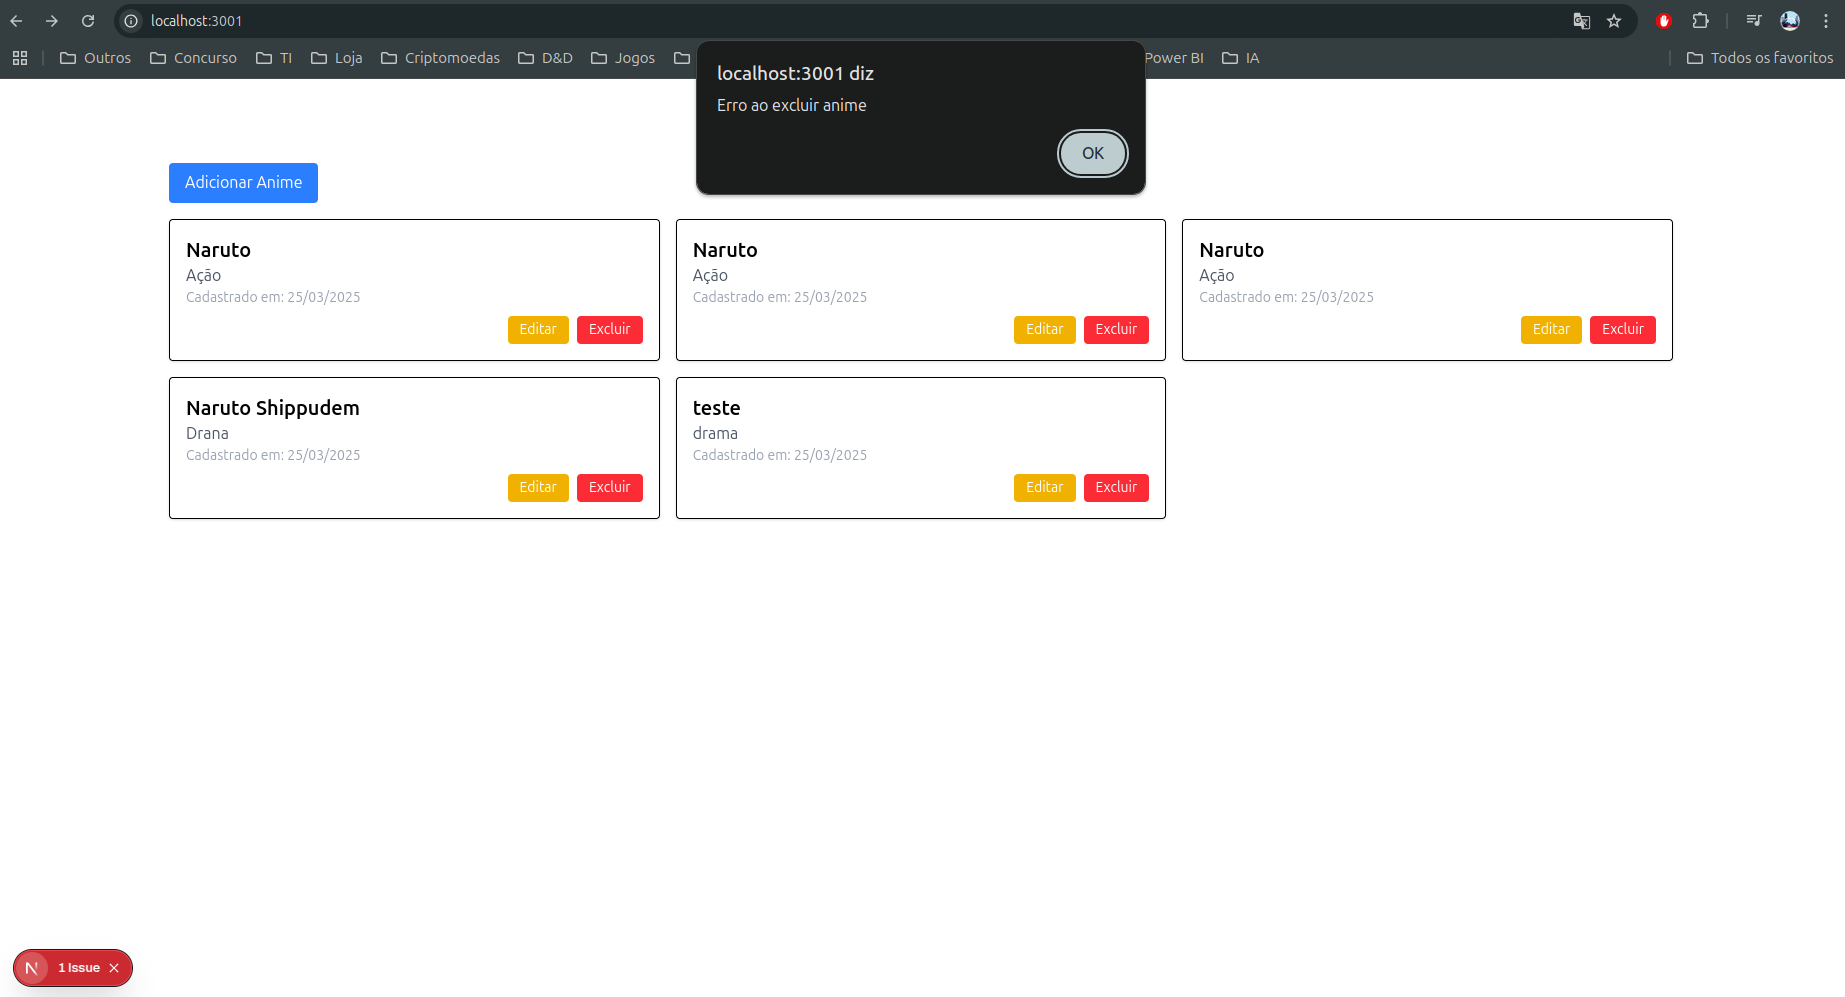 localhost:3001
Outros
Concurso
TI
Loja
Criptomoedas
D&D
Jogos
Power BI
IA
Todos os favoritos
localhost:3001 diz
Erro ao excluir anime
OK
Adicionar Anime
Naruto
Ação
Cadastrado em: 25/03/2025
Editar
Excluir
Naruto
Ação
Cadastrado em: 25/03/2025
Editar
Excluir
Naruto
Ação
Cadastrado em: 25/03/2025
Editar
Excluir
Naruto Shippudem
Drana
Cadastrado em: 25/03/2025
Editar
Excluir
teste
drama
Cadastrado em: 25/03/2025
Editar
Excluir
N
1 Issue